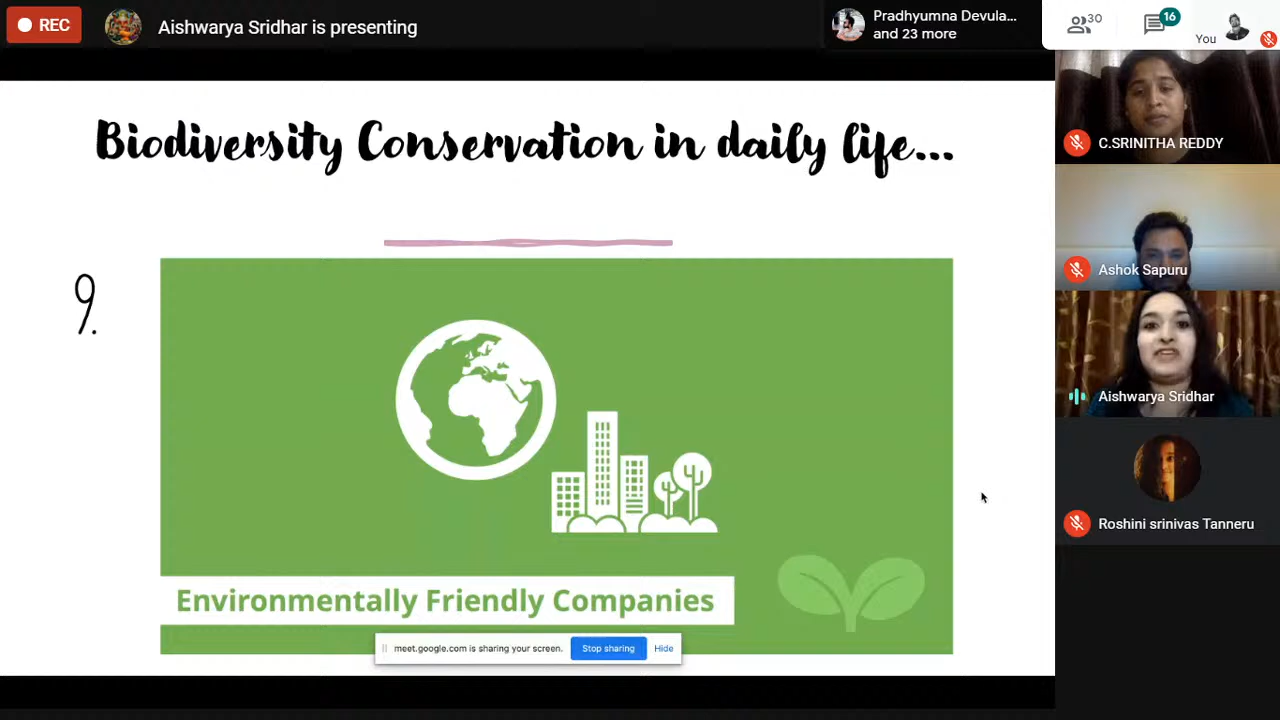 REC
Aishwarya Sridhar is presenting
Pradhyumna Devula...
and 23 more
30
16
You
Biodiversity Conservation in daily life...
9.
Environmentally Friendly Companies
meet.google.com is sharing your screen.
Stop sharing
Hide
C.SRINITHA REDDY
Ashok Sapuru
Aishwarya Sridhar
Roshini srinivas Tanneru